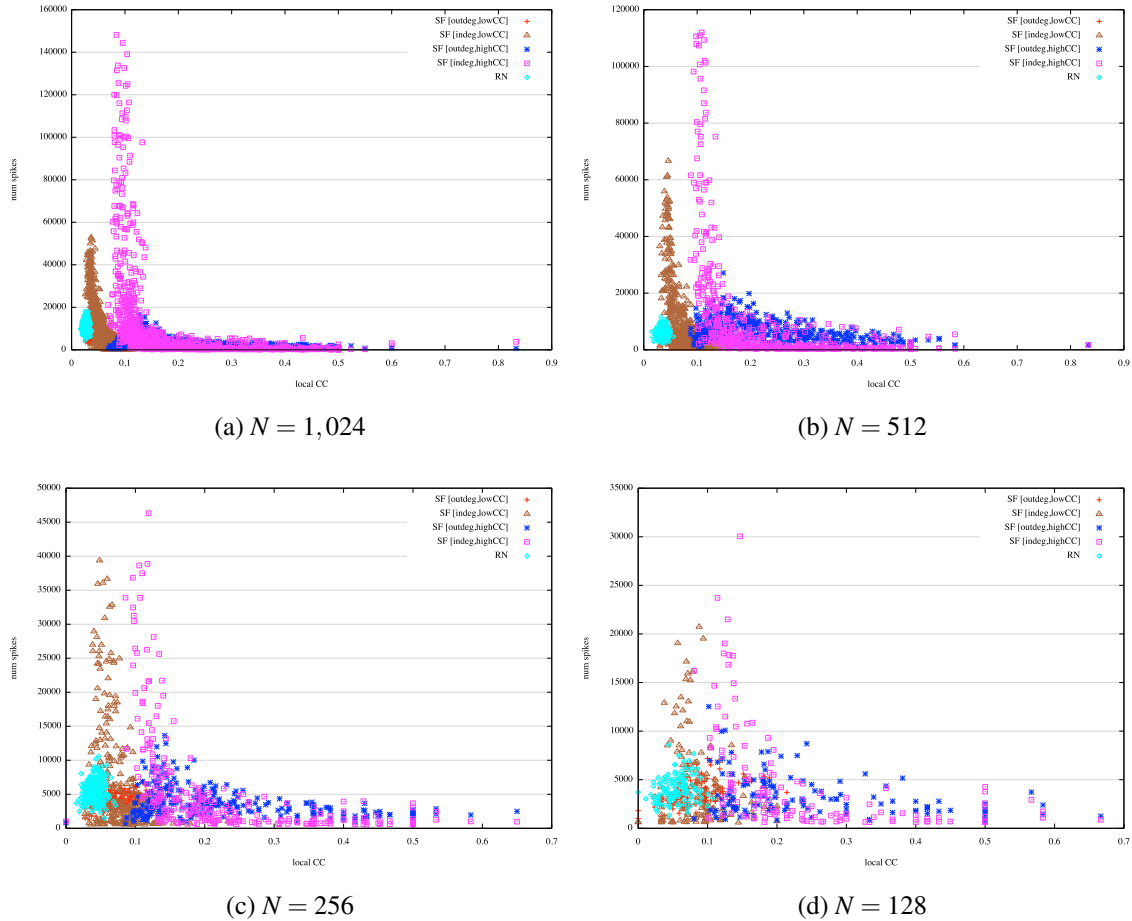 160000
140000
120000
100000
80000
60000
40000
20000
0
num spikes
0 0.1 0.2 0.3 0.4 0.5 0.6 0.7 0.8 0.9
local CC
SF [outdeg,lowCC]
SF [indeg,lowCC]
SF [outdeg,highCC]
SF [indeg,highCC]
RN
(a) N = 1,024
120000
100000
80000
60000
40000
20000
0
num spikes
0 0.1 0.2 0.3 0.4 0.5 0.6 0.7 0.8 0.9
local CC
SF [outdeg,lowCC]
SF [indeg,lowCC]
SF [outdeg,highCC]
SF [indeg,highCC]
RN
(b) N = 512
50000
45000
40000
35000
30000
25000
20000
15000
10000
5000
0
num spikes
0 0.1 0.2 0.3 0.4 0.5 0.6 0.7
local CC
SF [outdeg,lowCC]
SF [indeg,lowCC]
SF [outdeg,highCC]
SF [indeg,highCC]
RN
(c) N = 256
35000
30000
25000
20000
15000
10000
5000
0
num spikes
0 0.1 0.2 0.3 0.4 0.5 0.6 0.7
local CC
SF [outdeg,lowCC]
SF [indeg,lowCC]
SF [outdeg,highCC]
SF [indeg,highCC]
RN
(d) N = 128